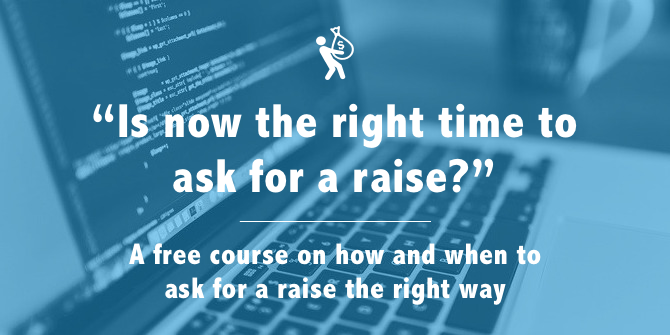 $
“Is now the right time to
ask for a raise?”
A free course on how and when to
ask for a raise the right way